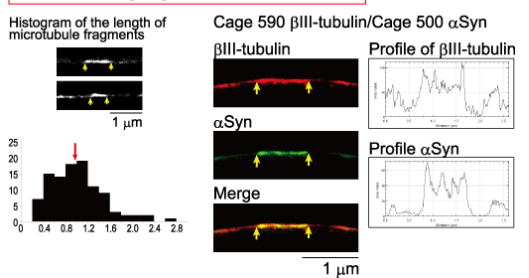 Histogram of the length of
microtubule fragments
1 μm
25
20
15
10
5
0
0.4 0.8 1.2 1.6 2.0 2.4 2.8
Cage 590 βIII-tubulin/Cage 500 αSyn
βIII-tubulin
αSyn
Merge
1 μm
Profile of βIII-tubulin
Profile αSyn